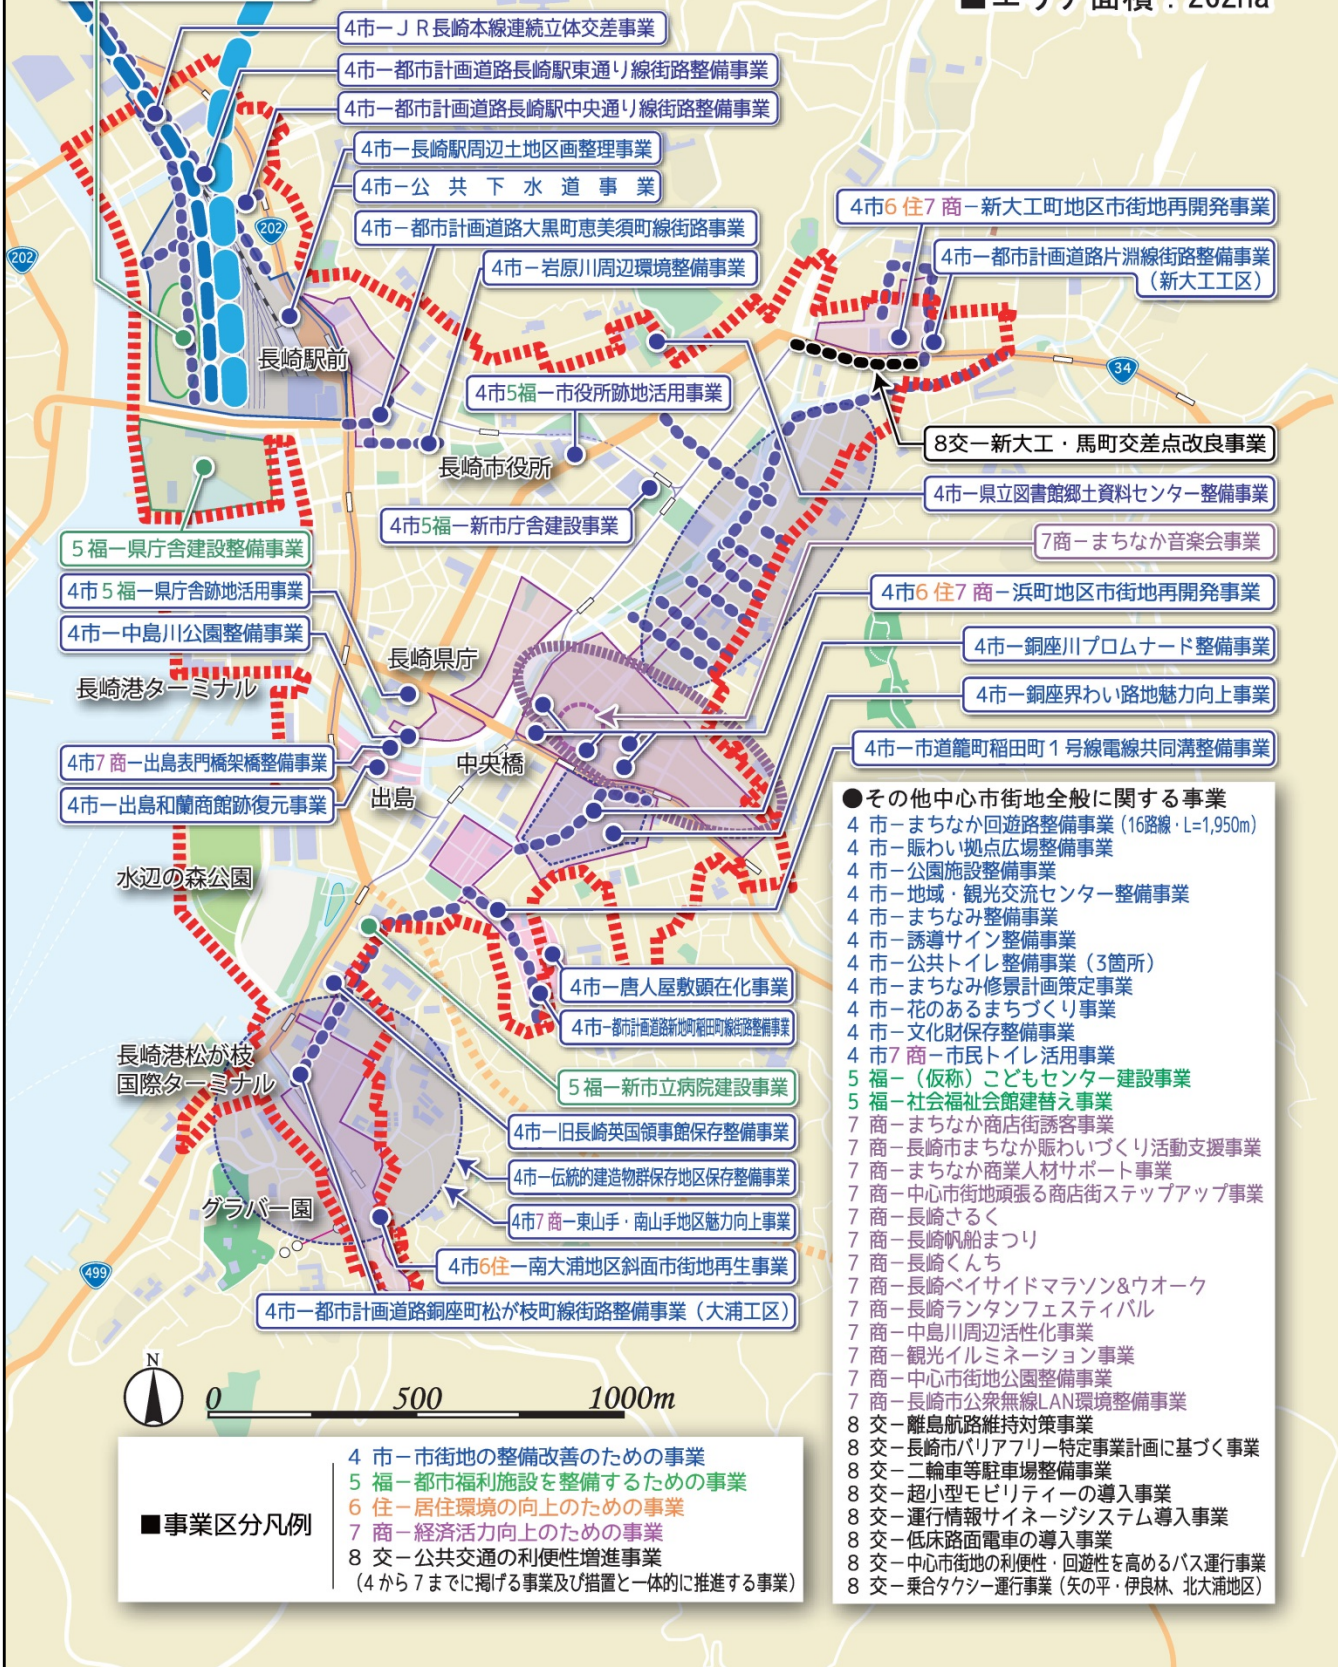 ■エリア面積：262ha
4市－ＪＲ長崎本線連続立体交差事業
4市－都市計画道路長崎駅東通り線街路整備事業
4市－都市計画道路長崎駅中央通り線街路整備事業
4市－長崎駅周辺土地区画整理事業
4市－公共下水道事業
4市－都市計画道路大黒町恵美須町線街路事業
4市－岩原川周辺環境整備事業
4市6住7商－新大工町地区市街地再開発事業
4市－都市計画道路片淵線街路整備事業
（新大工工区）
202
202
34
長崎駅前
4市5福－市役所跡地活用事業
8交－新大工・馬町交差点改良事業
長崎市役所
4市－県立図書館郷土資料センター整備事業
4市5福－新市庁舎建設事業
7商－まちなか音楽会事業
5福－県庁舎建設整備事業
4市5福－県庁舎跡地活用事業
4市6住7商－浜町地区市街地再開発事業
4市－中島川公園整備事業
4市－銅座川プロムナード整備事業
長崎県庁
長崎港ターミナル
4市－銅座界わい路地魅力向上事業
4市－市道籠町稲田町１号線電線共同溝整備事業
4市7商－出島表門橋架橋整備事業
中央橋
4市－出島和蘭商館跡復元事業
出島
水辺の森公園
4市－唐人屋敷顕在化事業
4市－都市計画道路新地町稲田町線街路整備事業
長崎港松が枝
国際ターミナル
5福－新市立病院建設事業
4市－旧長崎英国領事館保存整備事業
4市－伝統的建造物群保存地区保存整備事業
グラバー園
4市7商－東山手・南山手地区魅力向上事業
4市6住－南大浦地区斜面市街地再生事業
499
4市－都市計画道路銅座町松が枝町線街路整備事業（大浦工区）
●その他中心市街地全般に関する事業
4 市－まちなか回遊路整備事業（16路線・L=1,950m）
4 市－賑わい拠点広場整備事業
4 市－公園施設整備事業
4 市－地域・観光交流センター整備事業
4 市－まちなみ整備事業
4 市－誘導サイン整備事業
4 市－公共トイレ整備事業（3箇所）
4 市－まちなみ修景計画策定事業
4 市－花のあるまちづくり事業
4 市－文化財保存整備事業
4 市7 商－市民トイレ活用事業
5 福－（仮称）こどもセンター建設事業
5 福－社会福祉会館建替え事業
7 商－まちなか商店街誘客事業
7 商－長崎市まちなか賑わいづくり活動支援事業
7 商－まちなか商業人材サポート事業
7 商－中心市街地頑張る商店街ステップアップ事業
7 商－長崎さるく
7 商－長崎帆船まつり
7 商－長崎くんち
7 商－長崎ベイサイドマラソン&ウオーク
7 商－長崎ランタンフェスティバル
7 商－中島川周辺活性化事業
7 商－観光イルミネーション事業
7 商－中心市街地公園整備事業
7 商－長崎市公衆無線LAN環境整備事業
8 交－離島航路維持対策事業
8 交－長崎市バリアフリー特定事業計画に基づく事業
8 交－二輪車等駐車場整備事業
8 交－超小型モビリティーの導入事業
8 交－運行情報サイネージシステム導入事業
8 交－低床路面電車の導入事業
8 交－中心市街地の利便性・回遊性を高めるバス運行事業
8 交－乗合タクシー運行事業（矢の平・伊良林、北大浦地区）
N
0 500 1000m
■事業区分凡例
4 市－市街地の整備改善のための事業
5 福－都市福利施設を整備するための事業
6 住－居住環境の向上のための事業
7 商－経済活力向上のための事業
8 交－公共交通の利便性増進事業
（4から7までに掲げる事業及び措置と一体的に推進する事業）